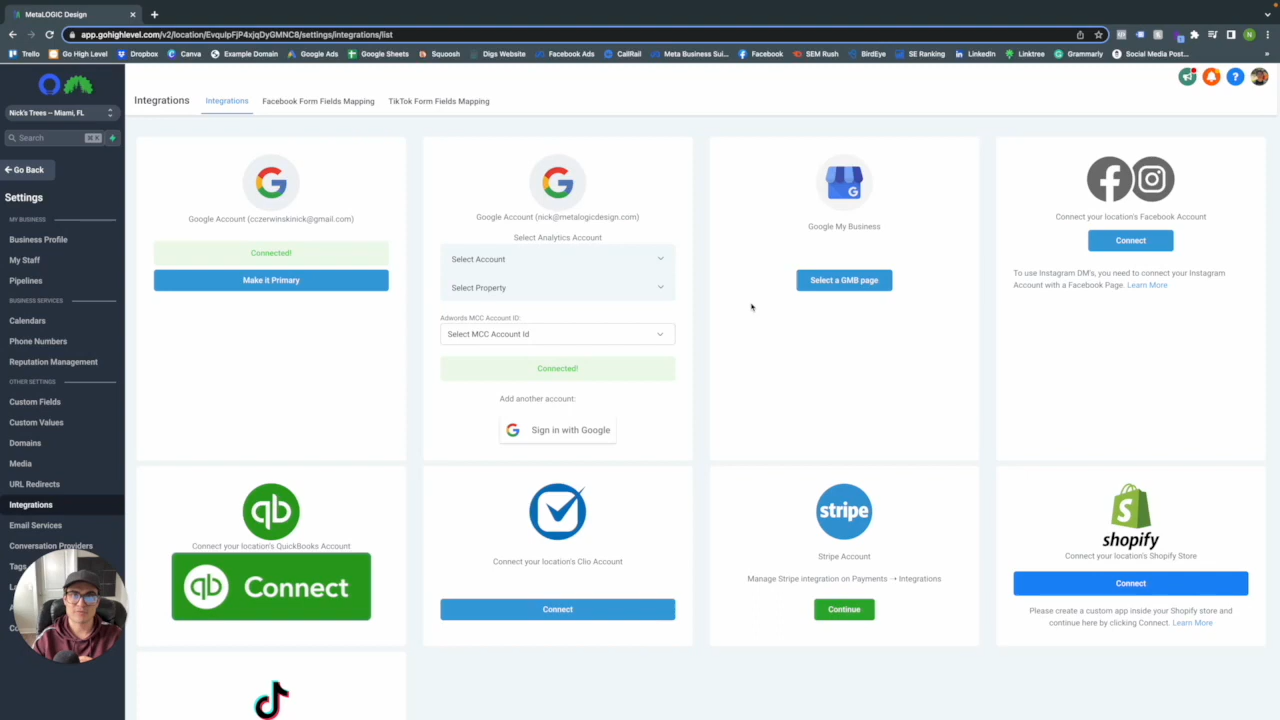 MetaLOGIC Design
app.gohighlevel.com/v2/location/EvqulpFjP4xjqDyGMNC8/settings/integrations/list
Trello
Go High Level
Dropbox
Canva
Example Domain
Google Ads
Google Sheets
Squoosh
Digs Website
Facebook Ads
CallRail
Meta Business Sui...
Facebook
SEM Rush
BirdEye
SE Ranking
LinkedIn
Linktree
Grammarly
Social Media Post...
Nick's Trees -- Miami, FL
Search
Go Back
Settings
MY BUSINESS
Business Profile
My Staff
Pipelines
BUSINESS SERVICES
Calendars
Phone Numbers
Reputation Management
OTHER SETTINGS
Custom Fields
Custom Values
Domains
Media
URL Redirects
Integrations
Email Services
Conversation Providers
Tags
Integrations
Integrations
Facebook Form Fields Mapping
TikTok Form Fields Mapping
Google Account (cczerwinskinick@gmail.com)
Connected!
Make it Primary
Google Account (nick@metalogicdesign.com)
Select Analytics Account
Select Account
Select Property
Adwords MCC Account ID:
Select MCC Account Id
Connected!
Add another account:
Sign in with Google
Google My Business
Select a GMB page
Connect your location's Facebook Account
Connect
To use Instagram DM's, you need to connect your Instagram
Account with a Facebook Page. Learn More
qb
Connect your location's QuickBooks Account
qb Connect
Connect your location's Clio Account
Connect
stripe
Stripe Account
Manage Stripe integration on Payments ➝ Integrations
Continue
shopify
Connect your location's Shopify Store
Connect
Please create a custom app inside your Shopify store and
continue here by clicking Connect. Learn More